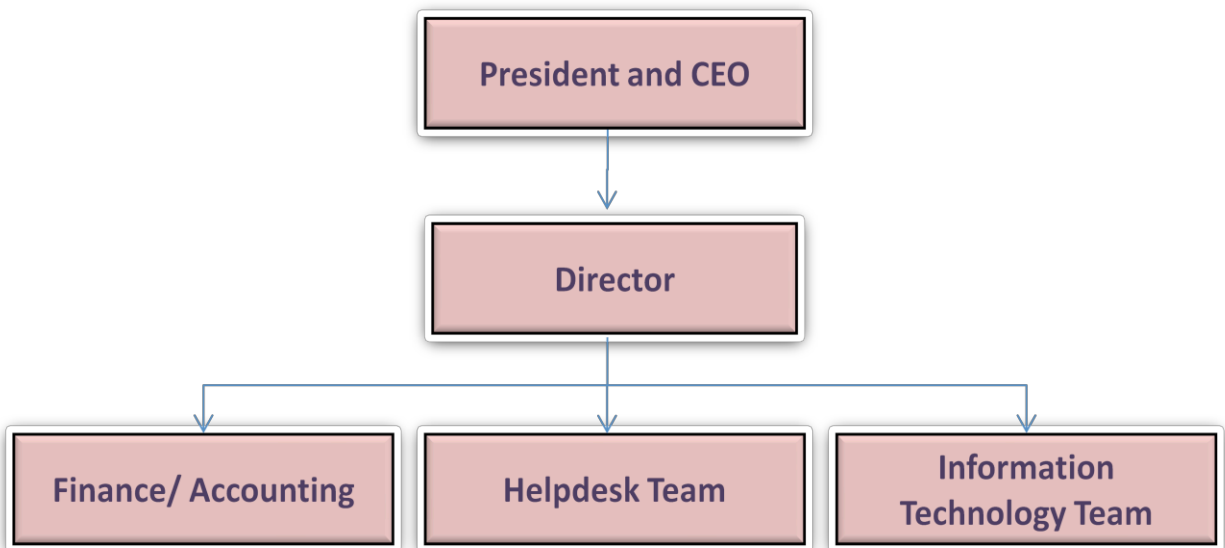 President and CEO
Director
Finance/ Accounting
Helpdesk Team
Information
Technology Team